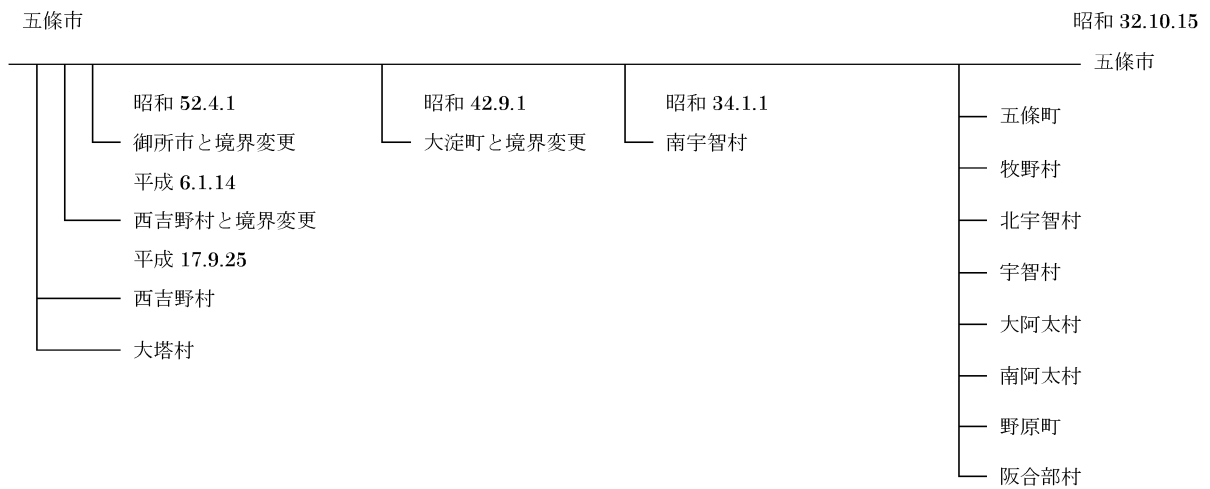 五條市
昭和 32.10.15
五條市
昭和 52.4.1
御所市と境界変更
平成 6.1.14
西吉野村と境界変更
平成 17.9.25
西吉野村
大塔村
昭和 42.9.1
大淀町と境界変更
昭和 34.1.1
南宇智村
五條町
牧野村
北宇智村
宇智村
大阿太村
南阿太村
野原町
阪合部村